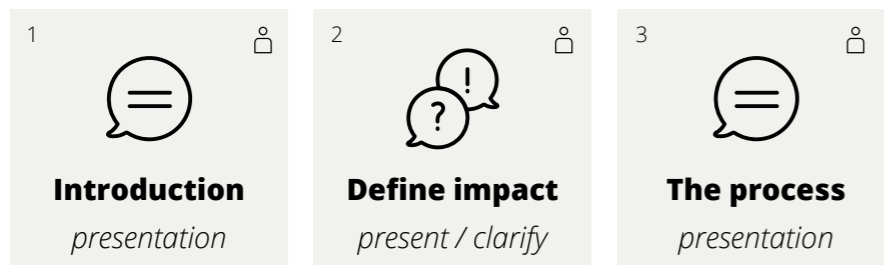 1
Introduction
presentation
2
! ?
Define impact
present / clarify
3
The process
presentation